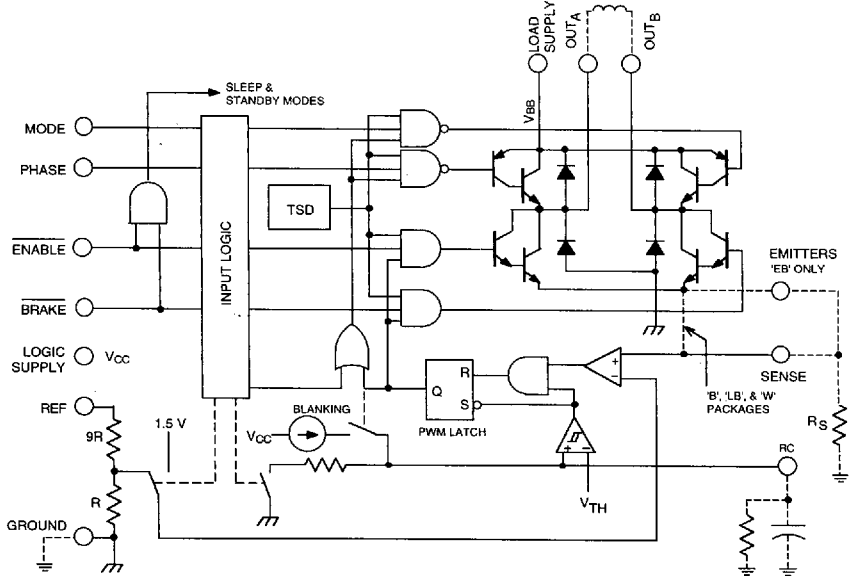 LOAD
SUPPLY
OUTA
OUTB
VBB
SLEEP &
STANDBY MODES
MODE
PHASE
TSD
ENABLE
BRAKE
INPUT LOGIC
EMITTERS
'EB' ONLY
LOGIC
SUPPLY
VCC
REF
9R
1.5 V
BLANKING
VCC
Q
R
S
PWM LATCH
+
−
SENSE
'B', 'LB', & 'W'
PACKAGES
RS
RC
R
+ −
VTH
GROUND